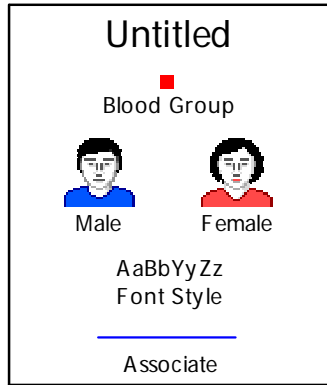 Untitled
Blood Group
Male Female
AaBbYyZz
Font Style
Associate